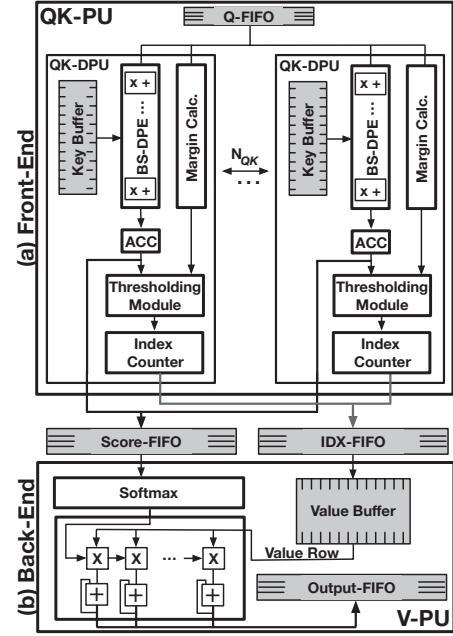 QK-PU
Q-FIFO
QK-DPU
Key Buffer
x +
BS-DPE ...
x +
Margin Calc.
ACC
Thresholding
Module
Index
Counter
N_QK
...
QK-DPU
Key Buffer
x +
BS-DPE ...
x +
Margin Calc.
ACC
Thresholding
Module
Index
Counter
(a) Front-End
Score-FIFO
IDX-FIFO
(b) Back-End
Softmax
Value Buffer
X
X
...
X
Value Row
+
+
+
Output-FIFO
V-PU